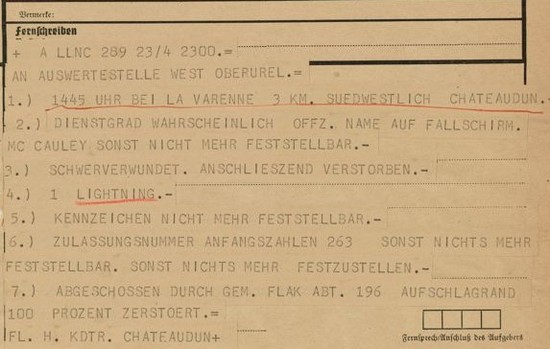 Vermerke:
Fernschreiben
+ A LLNC 289 23/4 2300.=
AN AUSWERTESTELLE WEST OBERUREL.=
1.) 1445 UHR BEI LA VARENNE 3 KM. SUEDWESTLICH CHATEAUDUN.-
2.) DIENSTGRAD WAHRSCHEINLICH OFFZ. NAME AUF FALLSCHIRM.
MC CAULEY SONST NICHT MEHR FESTSTELLBAR.-
3.) SCHWERVERWUNDET. ANSCHLIESZEND VERSTORBEN.-
4.) 1 LIGHTNING.-
5.) KENNZEICHEN NICHT MEHR FESTSTELLBAR.-
6.) ZULASSUNGSNUMMER ANFANGSZAHLEN 263 SONST NICHTS MEHR
FESTSTELLBAR. SONST NICHTS MEHR FESTZUSTELLEN.-
7.) ABGESCHOSSEN DURCH GEM. FLAK ABT. 196 AUFSCHLAGRAND
100 PROZENT ZERSTOERT.=
FL. H. KDTR. CHATEAUDUN+
Fernsprech-Anschluß des Aufgebers